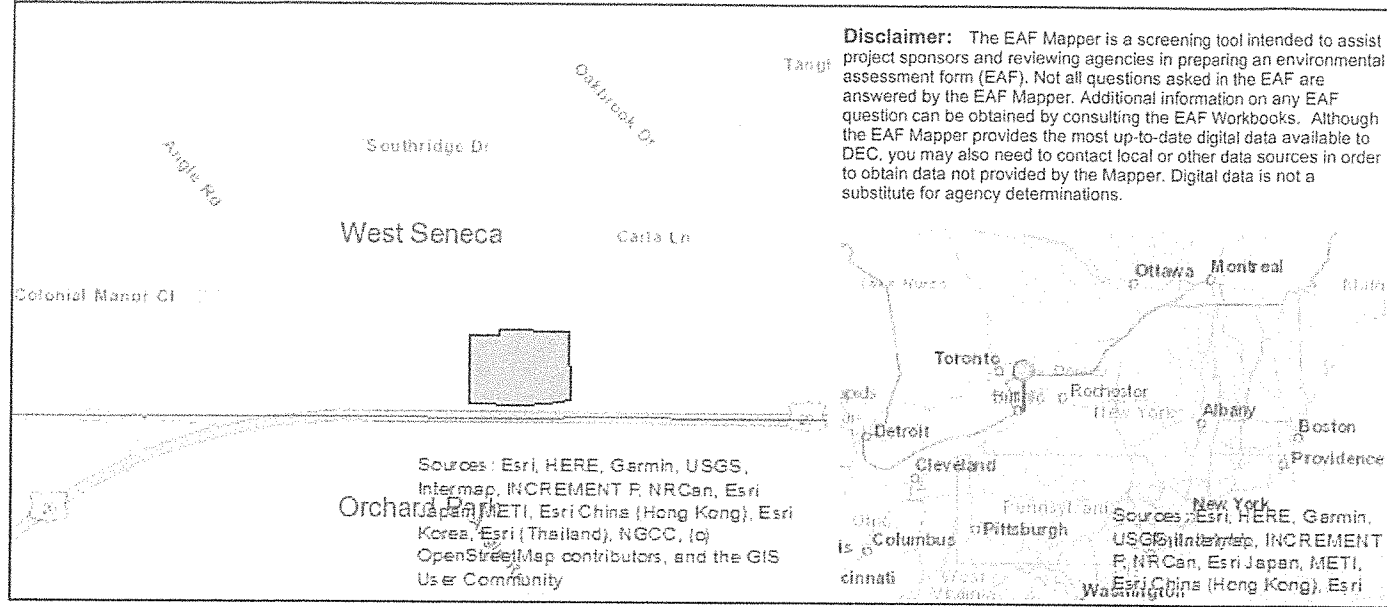 Disclaimer: The EAF Mapper is a screening tool intended to assist
project sponsors and reviewing agencies in preparing an environmental
assessment form (EAF). Not all questions asked in the EAF are
answered by the EAF Mapper. Additional information on any EAF
question can be obtained by consulting the EAF Workbooks. Although
the EAF Mapper provides the most up-to-date digital data available to
DEC, you may also need to contact local or other data sources in order
to obtain data not provided by the Mapper. Digital data is not a
substitute for agency determinations.
Tangl
Oakbrook Dr
Southridge Dr
Angle Rd
West Seneca
Carla Ln
Colonial Manor Ci
Orchard Park
Sources: Esri, HERE, Garmin, USGS,
Intermap, INCREMENT P, NRCan, Esri
Japan, METI, Esri China (Hong Kong), Esri
Korea, Esri (Thailand), NGCC, (c)
OpenStreetMap contributors, and the GIS
User Community
Ottawa
Montreal
Toronto
Rochester
New York
Albany
Boston
Detroit
Providence
Cleveland
New York
Pittsburgh
Columbus
cinnati
Washington
Sources: Esri, HERE, Garmin,
USGS, Intermap, INCREMENT
P, NRCan, Esri Japan, METI,
Esri China (Hong Kong), Esri